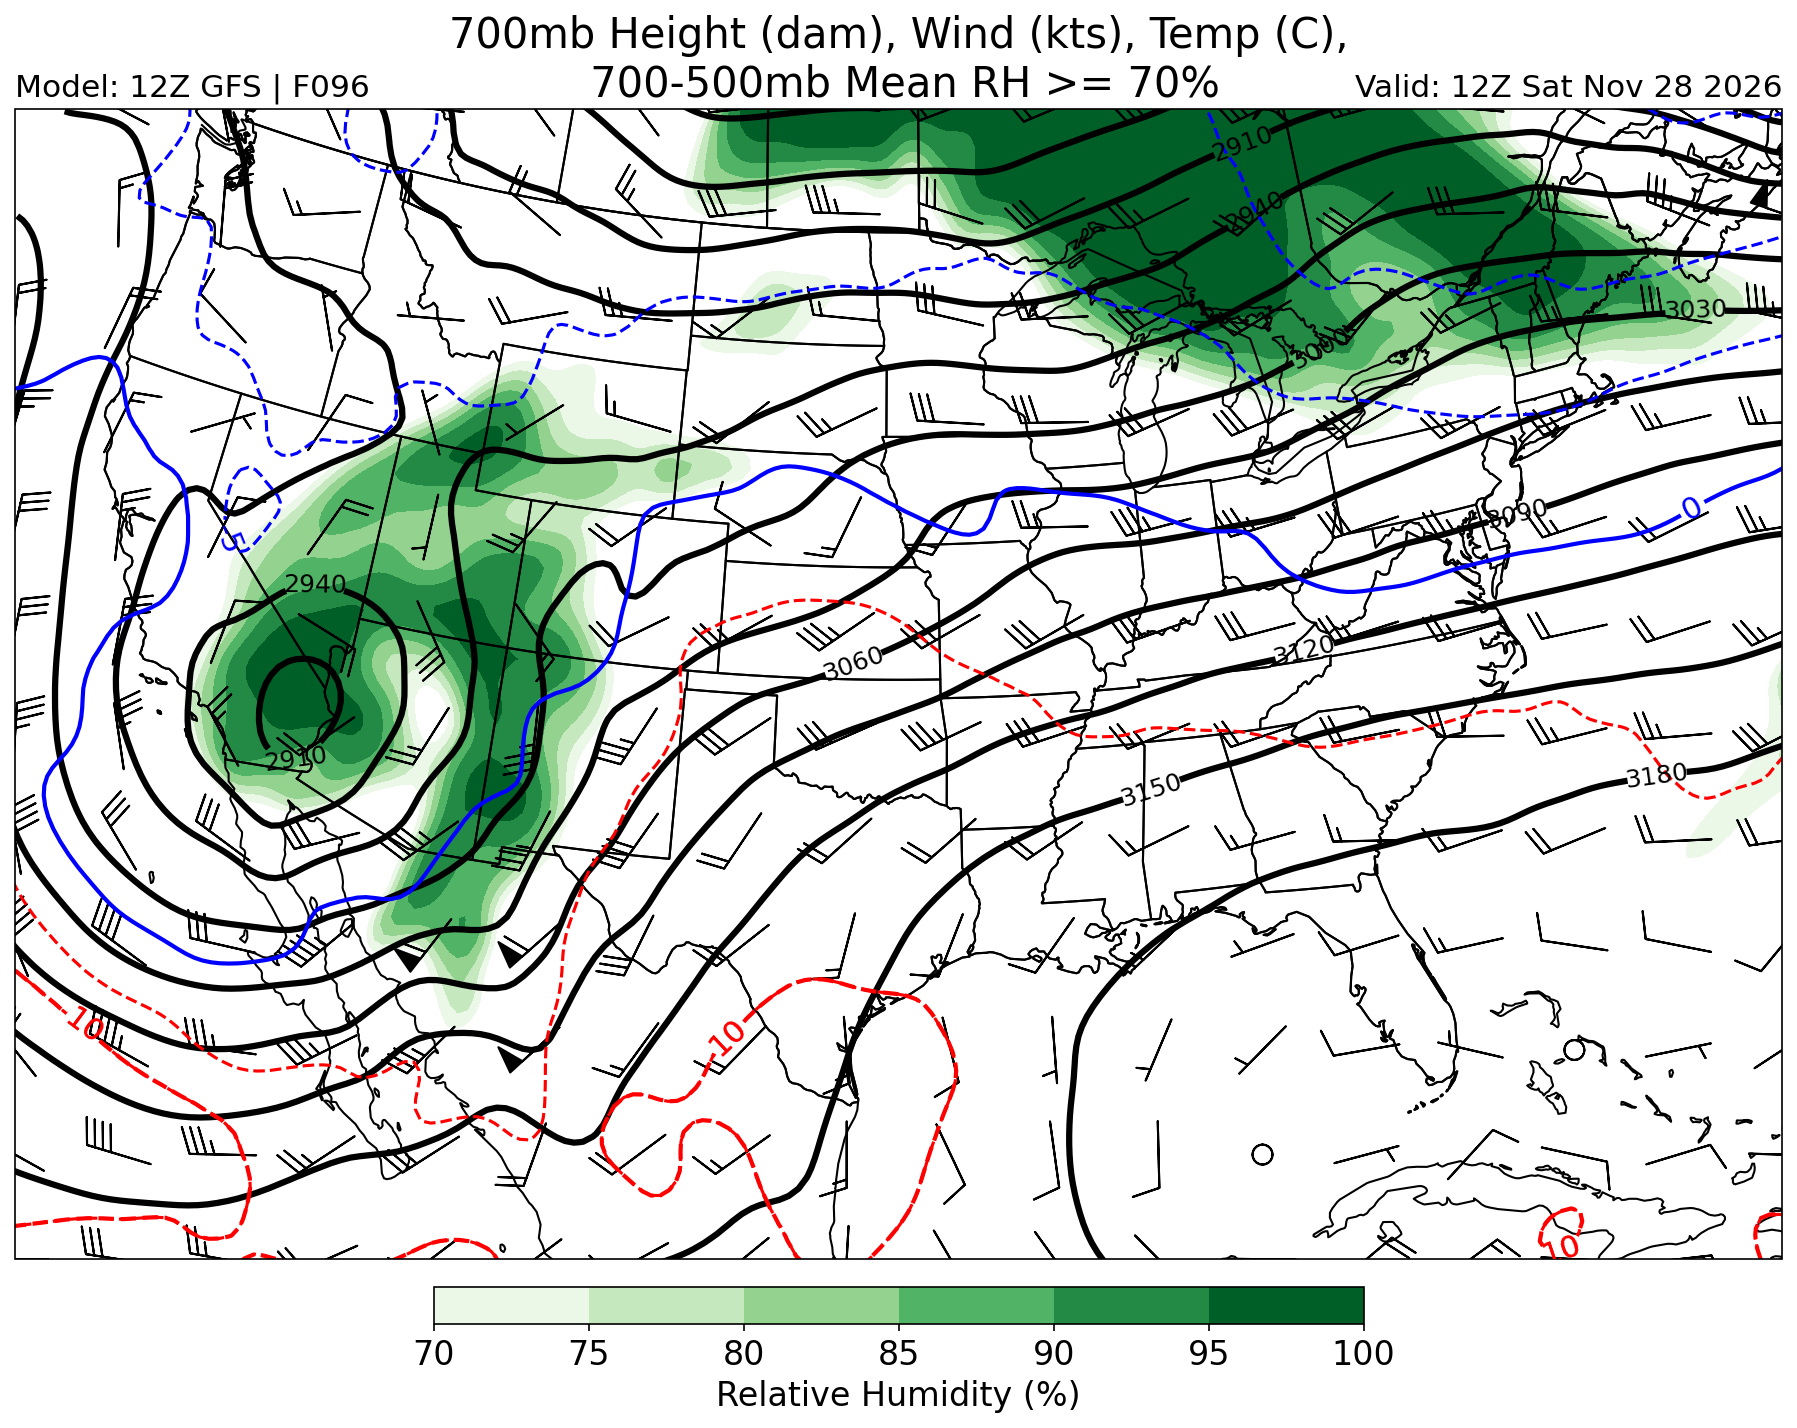 700mb Height (dam), Wind (kts), Temp (C),
Model: 12Z GFS | F096
700-500mb Mean RH >= 70%
Valid: 12Z Sat Nov 28 2026
2910
2940
3030
3000
3090
0
2940
3120
3060
2910
3150
3180
10
10
10
70 75 80 85 90 95 100
Relative Humidity (%)